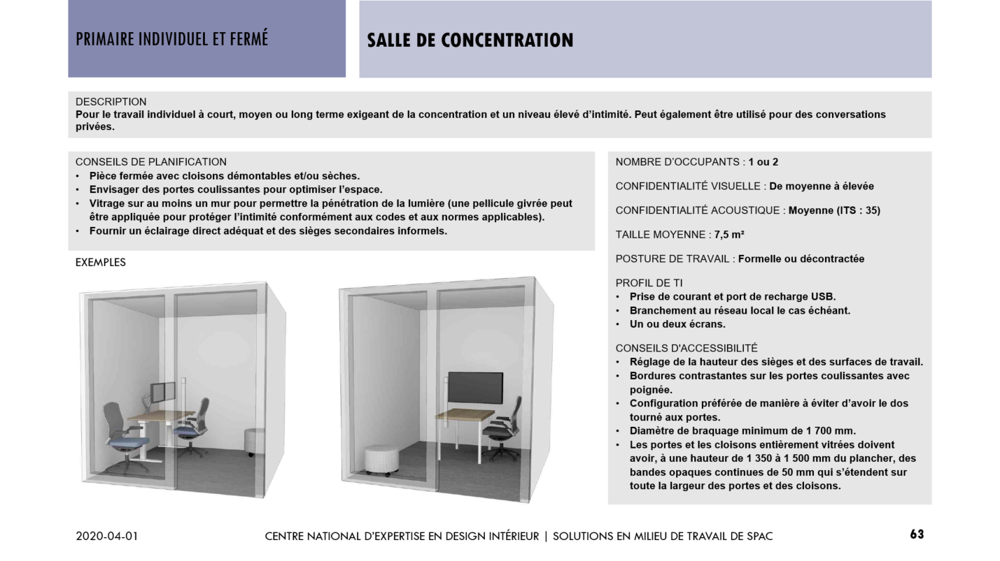 PRIMAIRE INDIVIDUEL ET FERMÉ
SALLE DE CONCENTRATION
DESCRIPTION
Pour le travail individuel à court, moyen ou long terme exigeant de la concentration et un niveau élevé d’intimité. Peut également être utilisé pour des conversations
privées.
CONSEILS DE PLANIFICATION
• Pièce fermée avec cloisons démontables et/ou sèches.
• Envisager des portes coulissantes pour optimiser l’espace.
• Vitrage sur au moins un mur pour permettre la pénétration de la lumière (une pellicule givrée peut
être appliquée pour protéger l’intimité conformément aux codes et aux normes applicables).
• Fournir un éclairage direct adéquat et des sièges secondaires informels.
EXEMPLES
NOMBRE D’OCCUPANTS : 1 ou 2
CONFIDENTIALITÉ VISUELLE : De moyenne à élevée
CONFIDENTIALITÉ ACOUSTIQUE : Moyenne (ITS : 35)
TAILLE MOYENNE : 7,5 m²
POSTURE DE TRAVAIL : Formelle ou décontractée
PROFIL DE TI
• Prise de courant et port de recharge USB.
• Branchement au réseau local le cas échéant.
• Un ou deux écrans.
CONSEILS D'ACCESSIBILITÉ
• Réglage de la hauteur des sièges et des surfaces de travail.
• Bordures contrastantes sur les portes coulissantes avec
poignée.
• Configuration préférée de manière à éviter d’avoir le dos
tourné aux portes.
• Diamètre de braquage minimum de 1 700 mm.
• Les portes et les cloisons entièrement vitrées doivent
avoir, à une hauteur de 1 350 à 1 500 mm du plancher, des
bandes opaques continues de 50 mm qui s’étendent sur
toute la largeur des portes et des cloisons.
2020-04-01
CENTRE NATIONAL D’EXPERTISE EN DESIGN INTÉRIEUR | SOLUTIONS EN MILIEU DE TRAVAIL DE SPAC
63